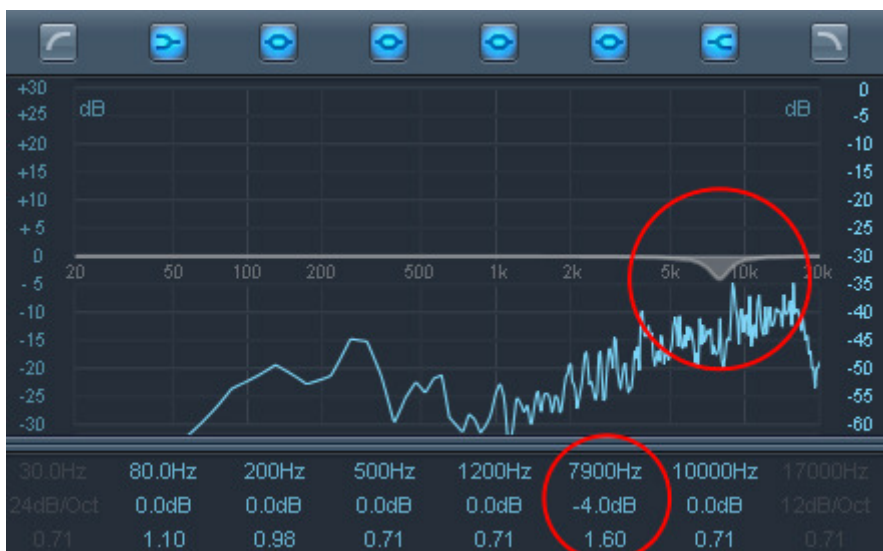 +30 0
+25 dB dB -5
+20 -10
+15 -15
+10 -20
+ 5 -25
0 -30
20 50 100 200 500 1k 2k 5k 10k 20k
- 5 -35
-10 -40
-15 -45
-20 -50
-25 -55
-30 -60
30.0Hz 80.0Hz 200Hz 500Hz 1200Hz 7900Hz 10000Hz 17000Hz
24dB/Oct 0.0dB 0.0dB 0.0dB 0.0dB -4.0dB 0.0dB 12dB/Oct
0.71 1.10 0.98 0.71 0.71 1.60 0.71 0.71